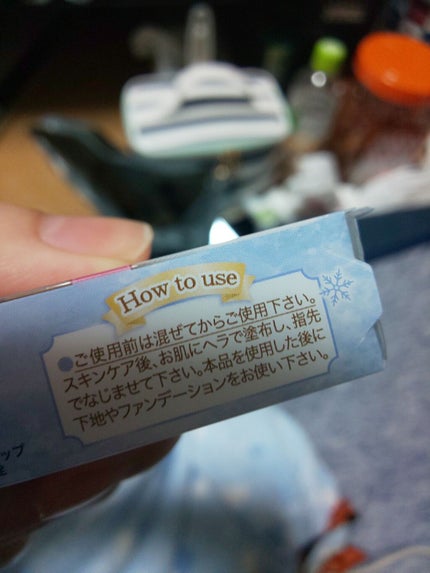 How to use
●ご使用前は混ぜてからご使用下さい。
スキンケア後、お肌にヘラで塗布し、指先
でなじませて下さい。本品を使用した後に
下地やファンデーションをお使い下さい。
ップ